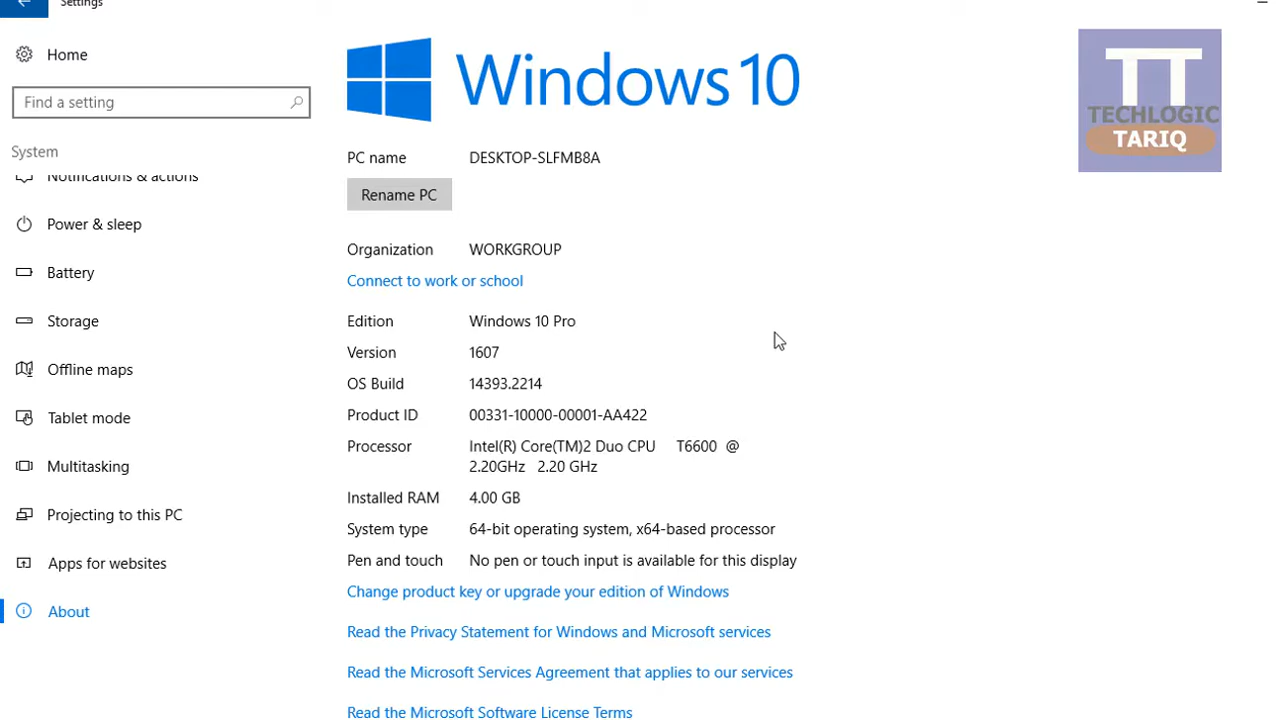 Settings
Home
Find a setting
System
Notifications & actions
Power & sleep
Battery
Storage
Offline maps
Tablet mode
Multitasking
Projecting to this PC
Apps for websites
About
Windows 10
PC name DESKTOP-SLFMB8A
Rename PC
Organization WORKGROUP
Connect to work or school
Edition Windows 10 Pro
Version 1607
OS Build 14393.2214
Product ID 00331-10000-00001-AA422
Processor Intel(R) Core(TM)2 Duo CPU T6600 @
2.20GHz 2.20 GHz
Installed RAM 4.00 GB
System type 64-bit operating system, x64-based processor
Pen and touch No pen or touch input is available for this display
Change product key or upgrade your edition of Windows
Read the Privacy Statement for Windows and Microsoft services
Read the Microsoft Services Agreement that applies to our services
Read the Microsoft Software License Terms
TT
TECHLOGIC
TARIQ